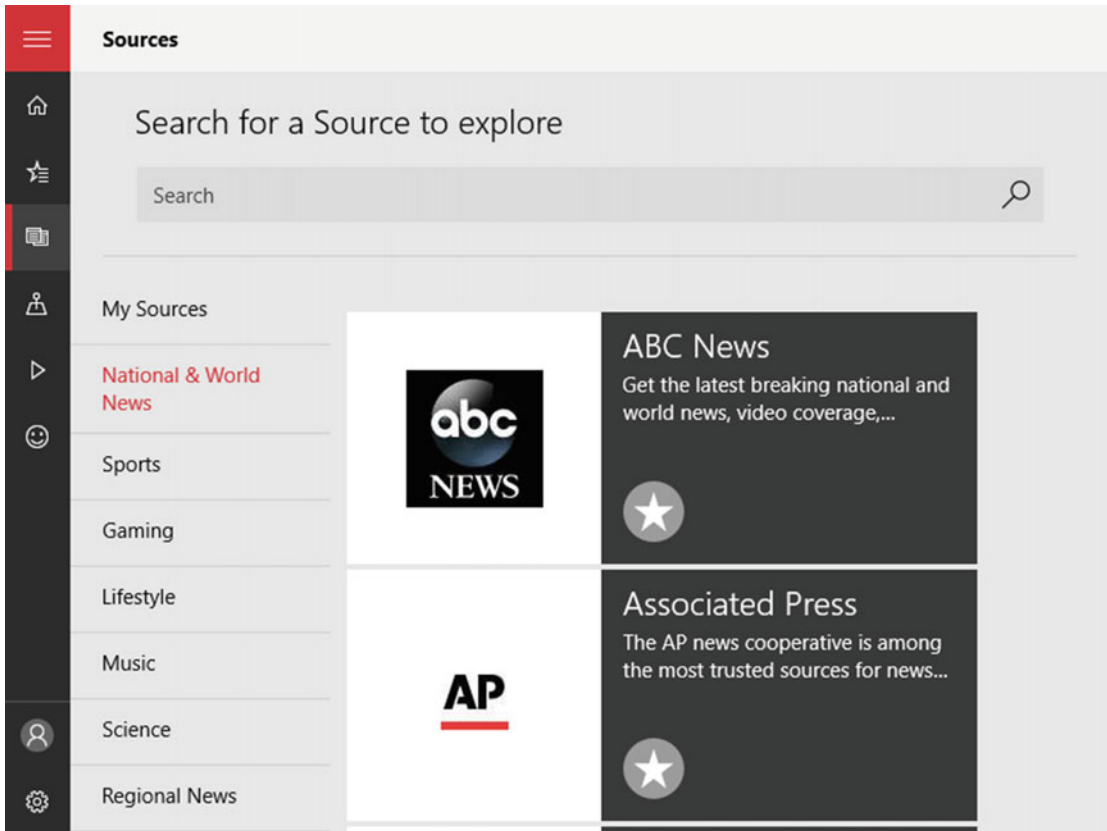 Sources
Search for a Source to explore
Search
My Sources
National & World
News
Sports
Gaming
Lifestyle
Music
Science
Regional News
abc
NEWS
ABC News
Get the latest breaking national and
world news, video coverage,...
AP
Associated Press
The AP news cooperative is among
the most trusted sources for news...